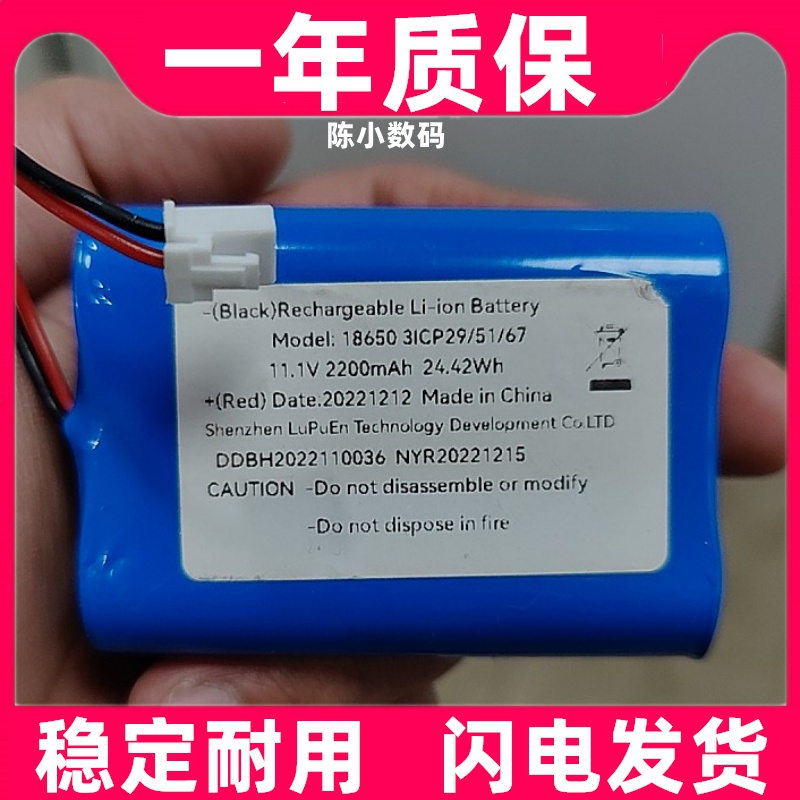 一年质保
陈小数码
-(Black)Rechargeable Li-ion Battery
Model: 18650 3ICP29/51/67
11.1V 2200mAh 24.42Wh
+(Red) Date.20221212 Made in China
Shenzhen LuPuEn Technology Development Co.LTD
DDBH2022110036 NYR20221215
CAUTION -Do not disassemble or modify
-Do not dispose in fire
稳定耐用 闪电发货